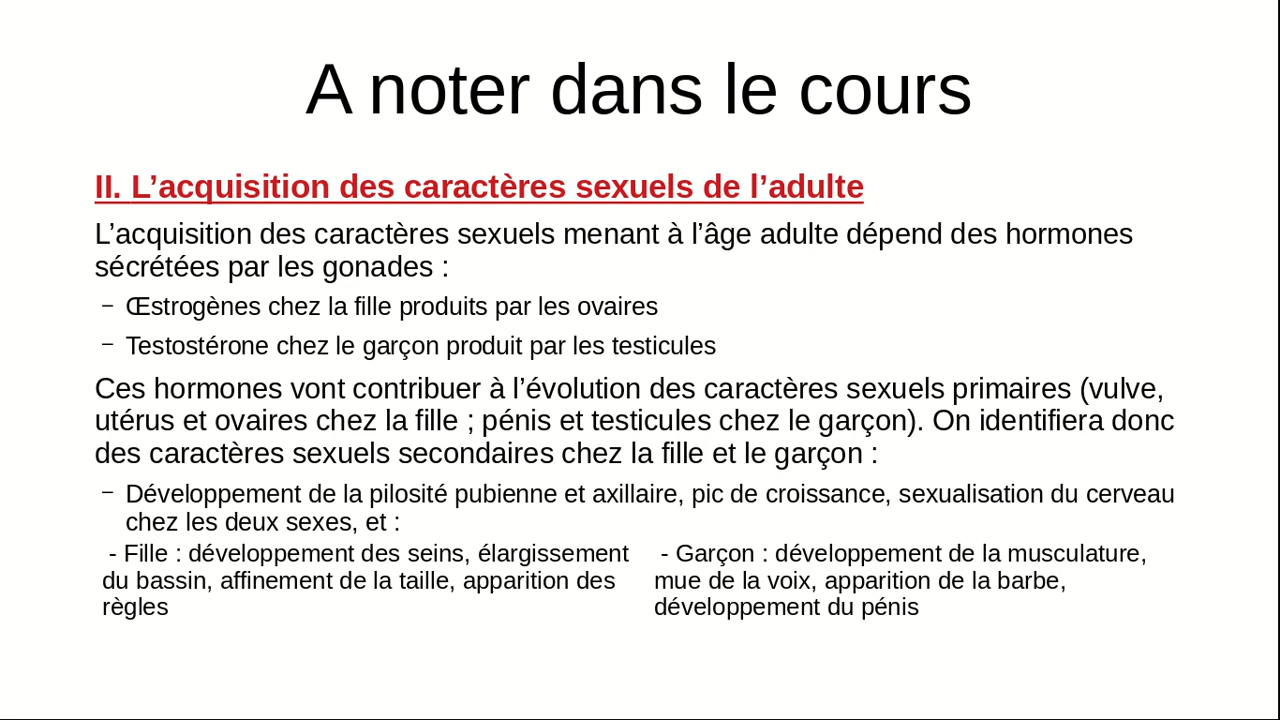 A noter dans le cours
II. L’acquisition des caractères sexuels de l’adulte
L’acquisition des caractères sexuels menant à l’âge adulte dépend des hormones
sécrétées par les gonades :
– Œstrogènes chez la fille produits par les ovaires
– Testostérone chez le garçon produit par les testicules
Ces hormones vont contribuer à l’évolution des caractères sexuels primaires (vulve,
utérus et ovaires chez la fille ; pénis et testicules chez le garçon). On identifiera donc
des caractères sexuels secondaires chez la fille et le garçon :
– Développement de la pilosité pubienne et axillaire, pic de croissance, sexualisation du cerveau
chez les deux sexes, et :
- Fille : développement des seins, élargissement
du bassin, affinement de la taille, apparition des
règles
- Garçon : développement de la musculature,
mue de la voix, apparition de la barbe,
développement du pénis